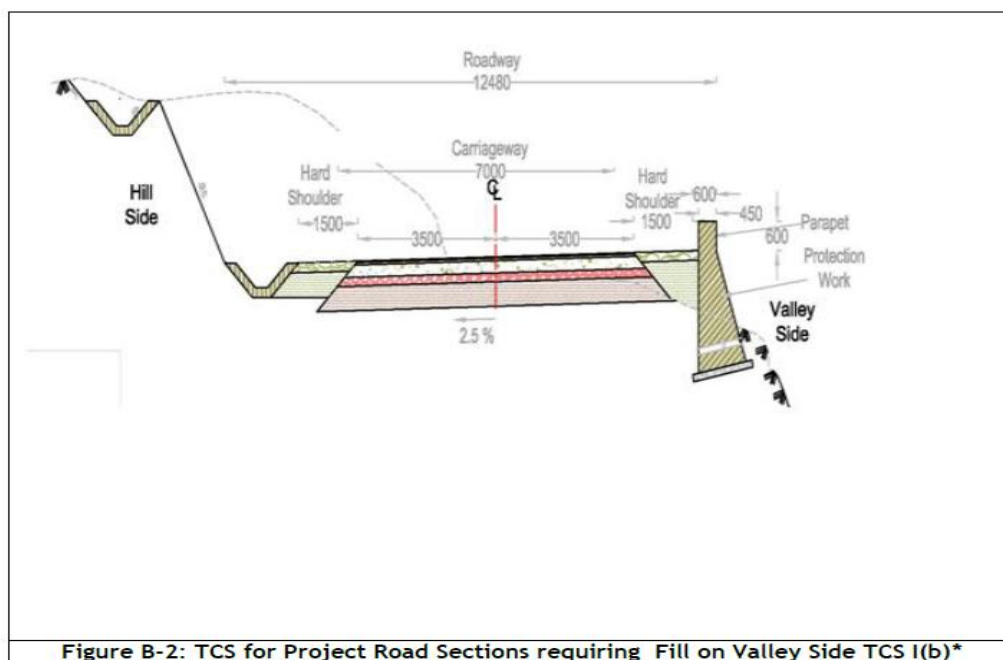 Roadway
12480
Carriageway
7000
Hard
Shoulder
1500
Hill
Side
CL
3500
3500
Hard
Shoulder
1500
600
450
600
Parapet
Protection
Work
Valley
Side
2.5 %
Figure B-2: TCS for Project Road Sections requiring Fill on Valley Side TCS I(b)*